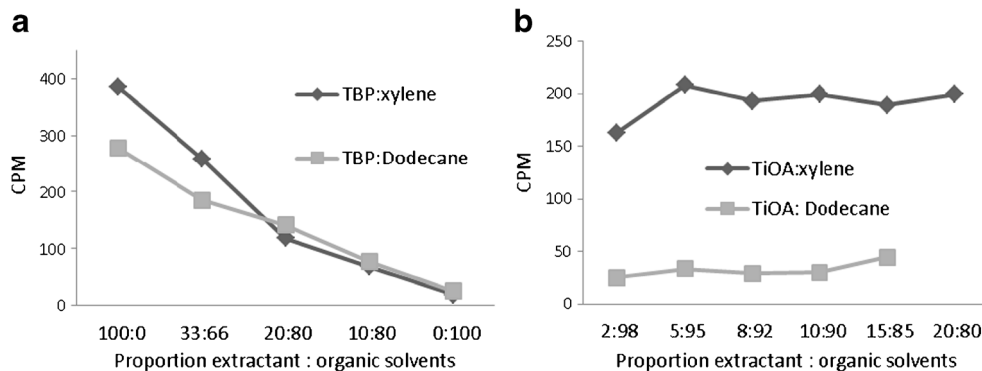 a
400
300
200
100
0
CPM
TBP:xylene
TBP:Dodecane
100:0 33:66 20:80 10:80 0:100
Proportion extractant : organic solvents
b
250
200
150
100
50
0
CPM
TiOA:xylene
TiOA: Dodecane
2:98 5:95 8:92 10:90 15:85 20:80
Proportion extractant : organic solvents